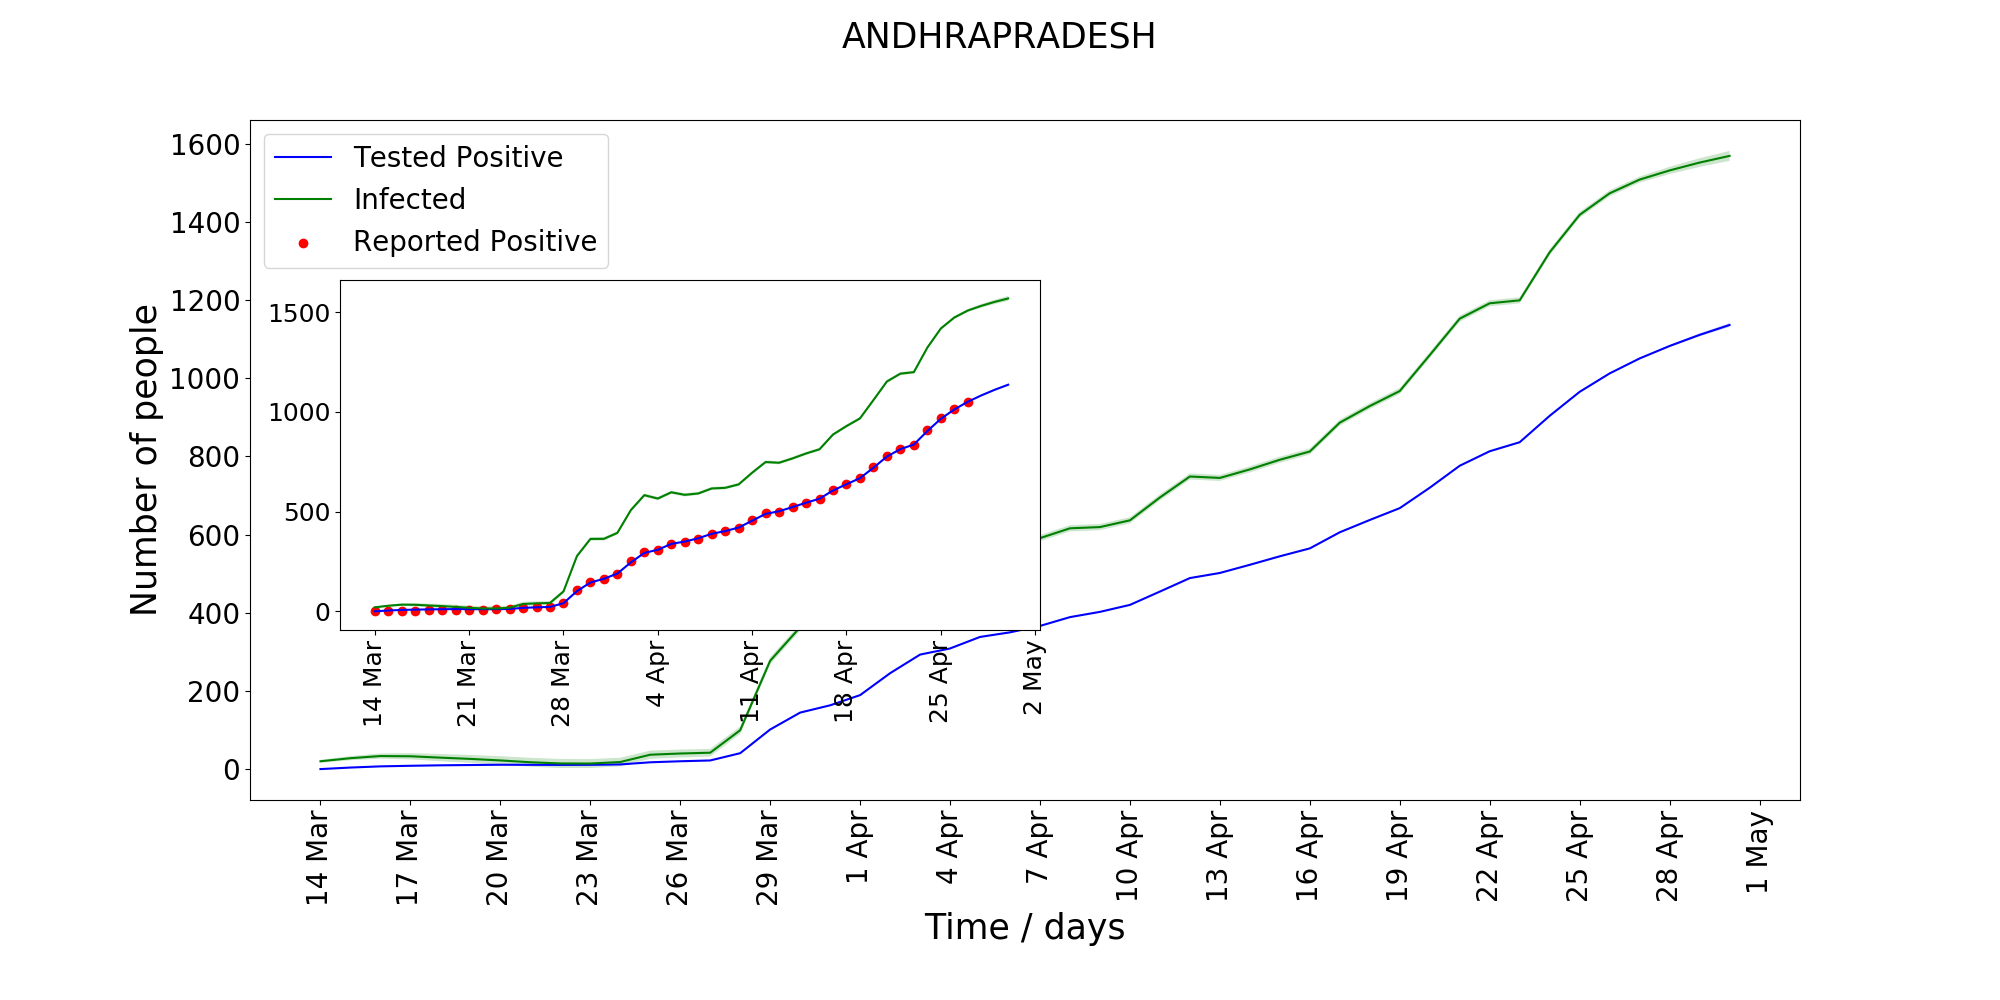 ANDHRAPRADESH
1600
1400
1200
1000
800
600
400
200
0
Number of people
Tested Positive
Infected
Reported Positive
1500
1000
500
0
14 Mar
21 Mar
28 Mar
4 Apr
11 Apr
18 Apr
25 Apr
2 May
14 Mar
17 Mar
20 Mar
23 Mar
26 Mar
29 Mar
1 Apr
4 Apr
7 Apr
10 Apr
13 Apr
16 Apr
19 Apr
22 Apr
25 Apr
28 Apr
1 May
Time / days